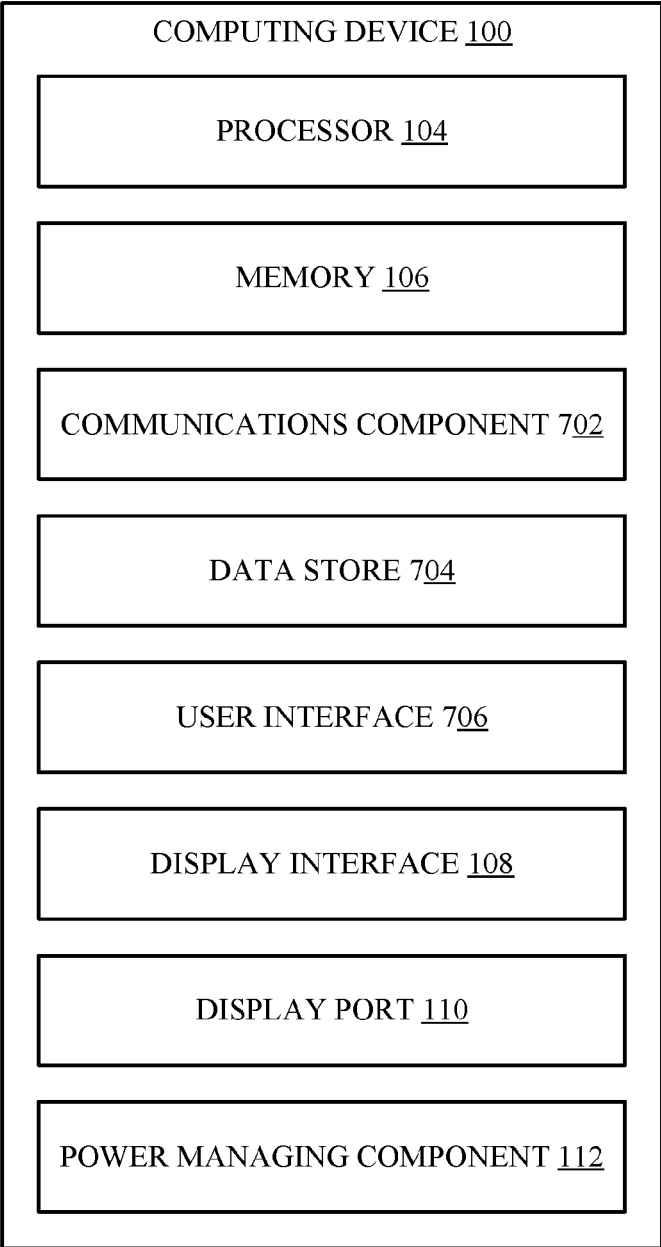 COMPUTING DEVICE 100
PROCESSOR 104
MEMORY 106
COMMUNICATIONS COMPONENT 702
DATA STORE 704
USER INTERFACE 706
DISPLAY INTERFACE 108
DISPLAY PORT 110
POWER MANAGING COMPONENT 112